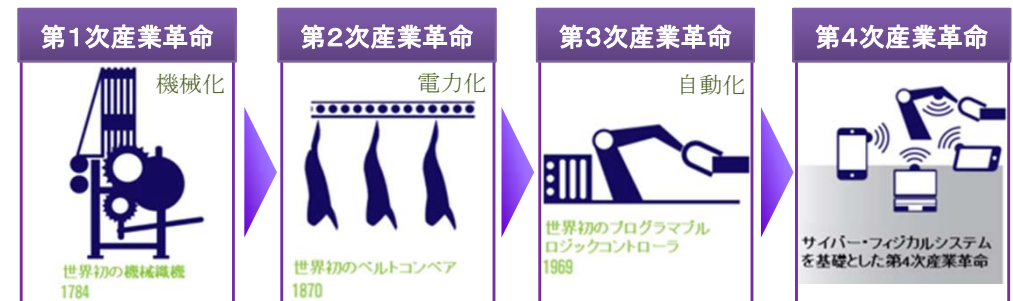 第1次産業革命
機械化
世界初の機械織機
1784
第2次産業革命
電力化
世界初のベルトコンベア
1870
第3次産業革命
自動化
世界初のプログラマブル
ロジックコントローラ
1969
第4次産業革命
サイバー・フィジカルシステム
を基礎とした第4次産業革命